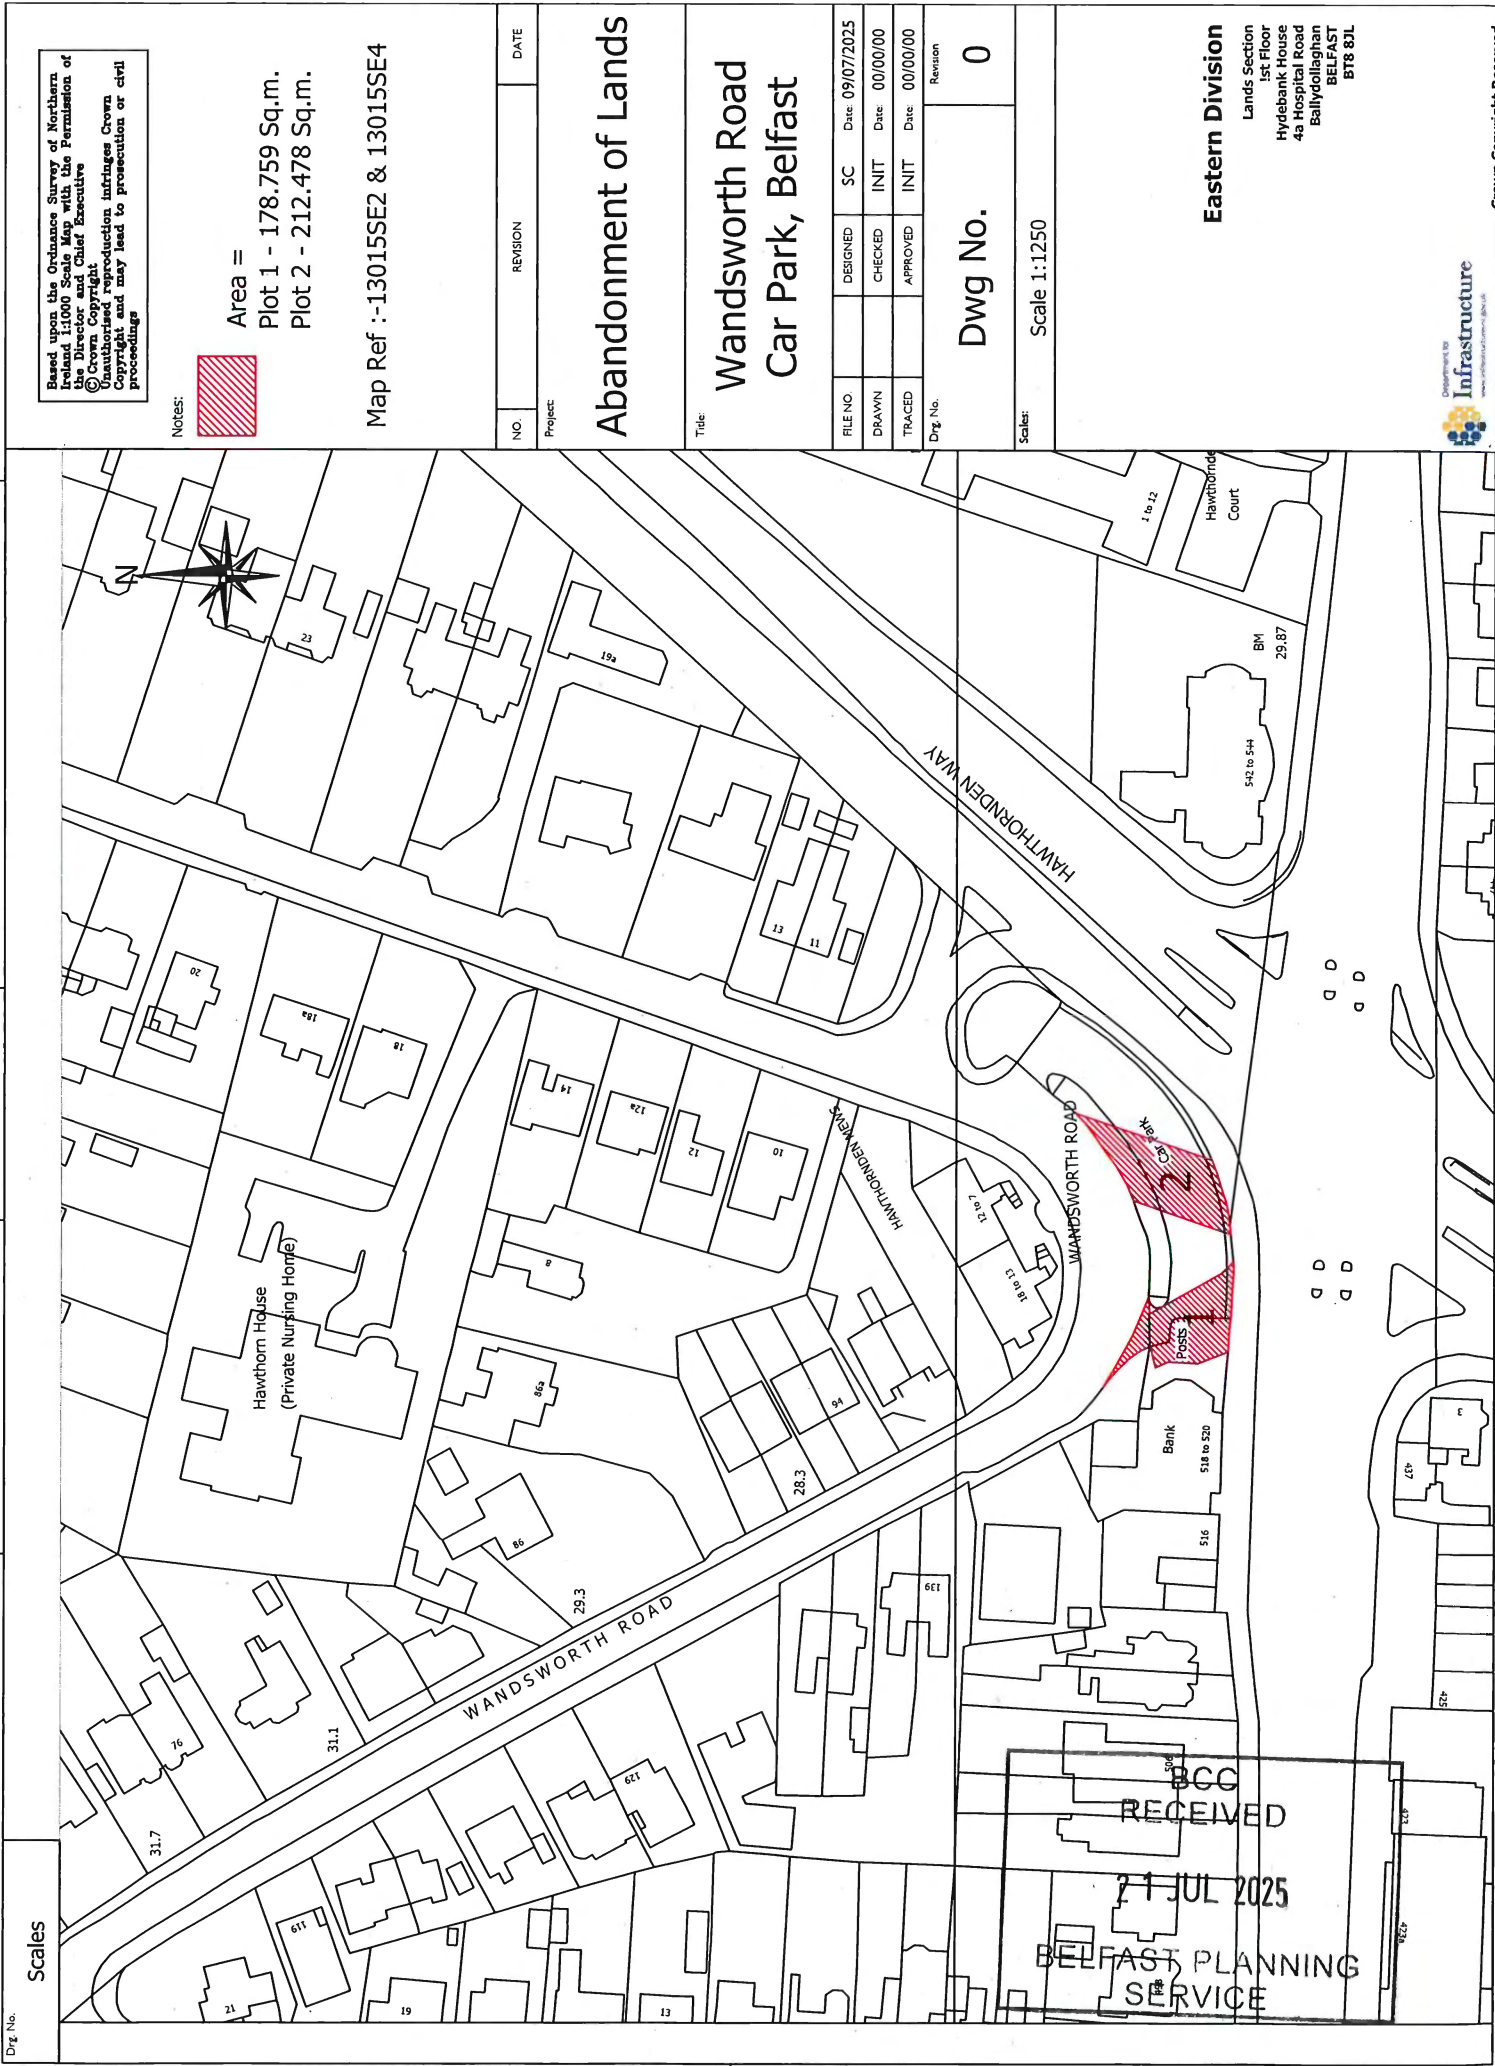 Drg. No.
Scales
Based upon the Ordnance Survey of Northern
Ireland 1:1000 Scale Map with the Permission of
the Director and Chief Executive
© Crown Copyright
Unauthorised reproduction infringes Crown
Copyright and may lead to prosecution or civil
proceedings
Notes:
Area =
Plot 1 - 178.759 Sq.m.
Plot 2 - 212.478 Sq.m.
Map Ref :-13015SE2 & 13015SE4
NO. REVISION DATE
Project:
Abandonment of Lands
Title:
Wandsworth Road
Car Park, Belfast
FILE NO. DESIGNED SC Date: 09/07/2025
DRAWN CHECKED INIT Date: 00/00/00
TRACED APPROVED INIT Date: 00/00/00
Drg. No. Revision
Dwg No. 0
Scales:
Scale 1:1250
Eastern Division
Lands Section
1st Floor
Hydebank House
4a Hospital Road
Ballydollaghan
BELFAST
BT8 8JL
Department for
Infrastructure
N
23
19a
20
18a
18
14
12a
12
10
13
11
8
86a
86
94
28.3
29.3
31.1
31.7
76
Hawthorn House
(Private Nursing Home)
HAWTHORNDEN MEWS
HAWTHORNDEN WAY
Hawthornden
Court
1 to 12
BM
29.87
542 to 544
12 to 7
18 to 13
WANDSWORTH ROAD
WANDSWORTH ROAD
Car Park
2
1
Posts
Bank
518 to 520
516
506
139
129
119
21
19
13
3
437
425
423
423a
BCC
RECEIVED
21 JUL 2025
BELFAST PLANNING
SERVICE